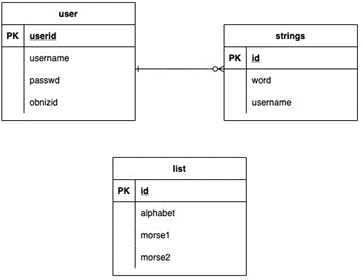 user
PK userid
username
passwd
obnizid
strings
PK id
word
username
list
PK id
alphabet
morse1
morse2